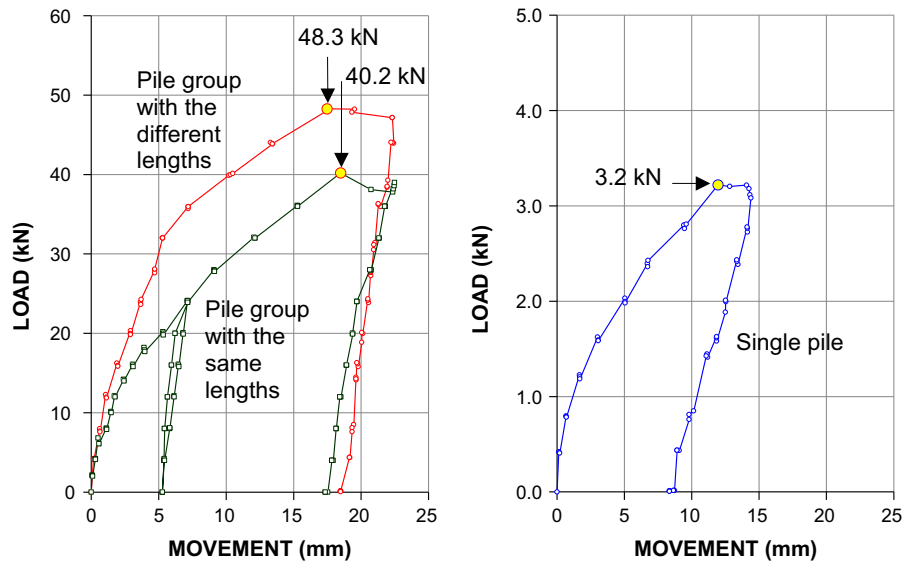 60
50
40
30
20
10
0
LOAD (kN)
48.3 kN
40.2 kN
Pile group
with the
different
lengths
Pile group
with the
same
lengths
0
5
10
15
20
25
MOVEMENT (mm)
5.0
4.0
3.0
2.0
1.0
0.0
LOAD (kN)
3.2 kN
Single pile
0
5
10
15
20
25
MOVEMENT (mm)